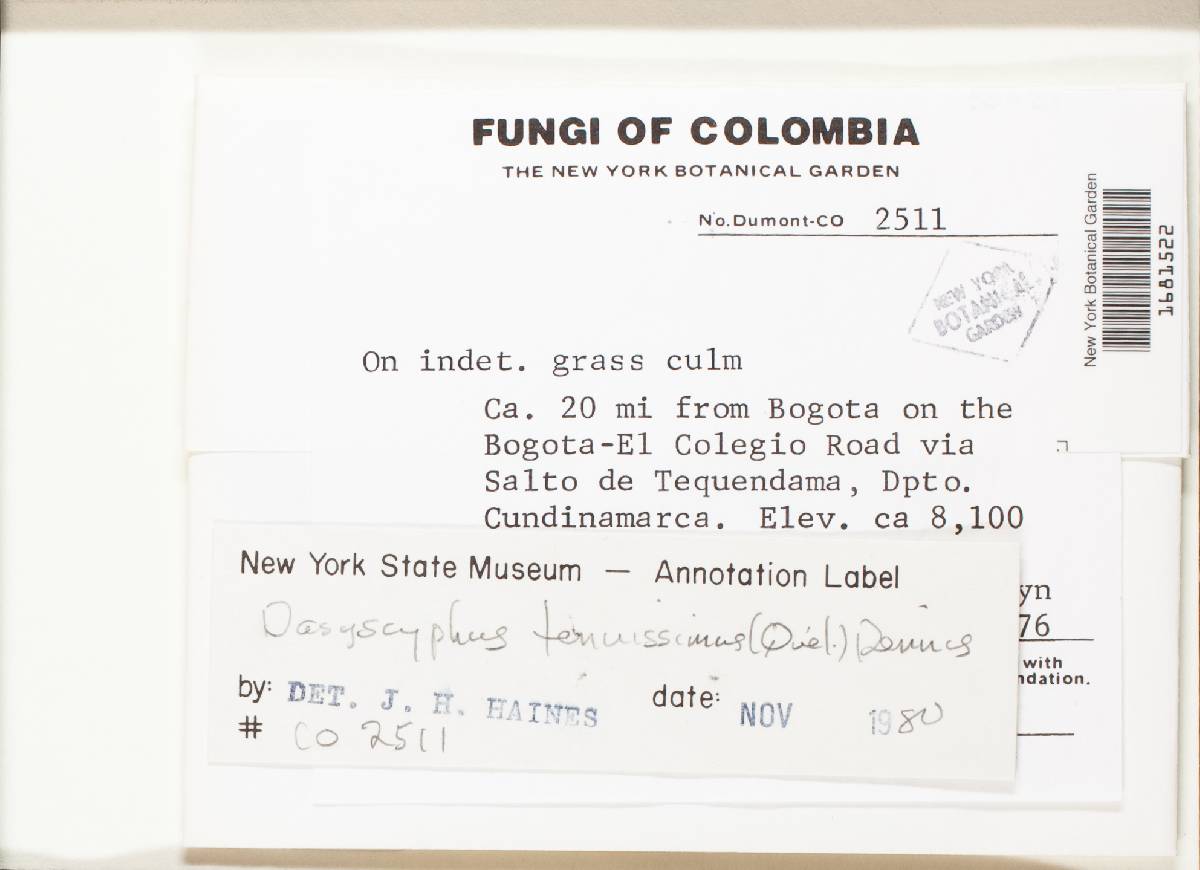 FUNGI OF COLOMBIA
THE NEW YORK BOTANICAL GARDEN
No. Dumont-CO 2511
NEW YORK
BOTANICAL
GARDEN
New York Botanical Garden
1681522
On indet. grass culm
Ca. 20 mi from Bogota on the
Bogota-El Colegio Road via
Salto de Tequendama, Dpto.
Cundinamarca. Elev. ca 8,100
yn
76
with
ndation.
New York State Museum — Annotation Label
Dasyscyphus tenuissimus (Quél.) Dennis
by: DET. J. H. HAINES date: NOV 1980
# CO 2511